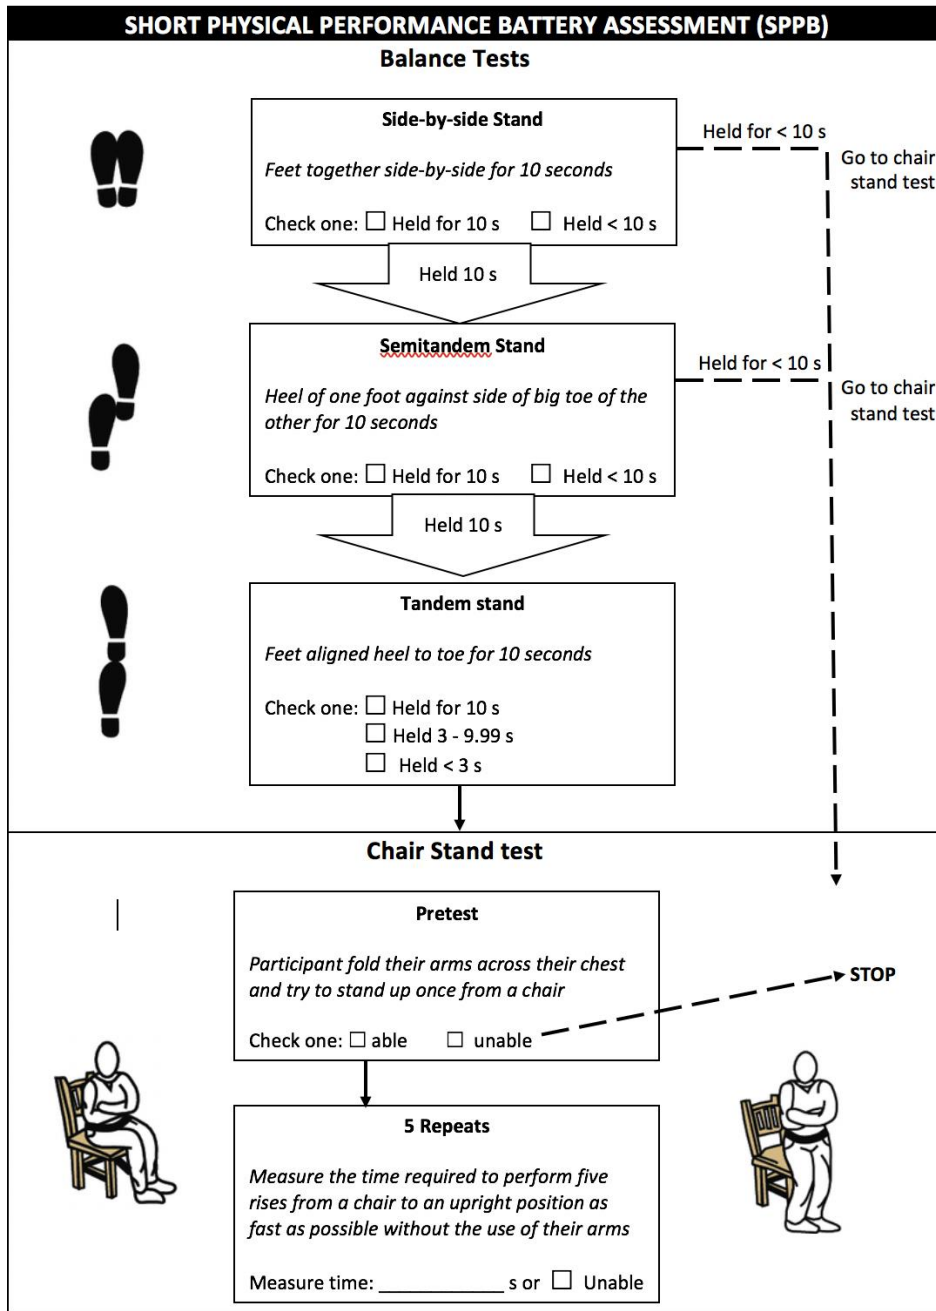 SHORT PHYSICAL PERFORMANCE BATTERY ASSESSMENT (SPPB)
Balance Tests
Side-by-side Stand
Feet together side-by-side for 10 seconds
Check one: ☐ Held for 10 s ☐ Held < 10 s
Held for < 10 s
Go to chair
stand test
Held 10 s
Semitandem Stand
Heel of one foot against side of big toe of the
other for 10 seconds
Check one: ☐ Held for 10 s ☐ Held < 10 s
Held for < 10 s
Go to chair
stand test
Held 10 s
Tandem stand
Feet aligned heel to toe for 10 seconds
Check one: ☐ Held for 10 s
☐ Held 3 - 9.99 s
☐ Held < 3 s
Chair Stand test
Pretest
Participant fold their arms across their chest
and try to stand up once from a chair
Check one: ☐ able ☐ unable
STOP
5 Repeats
Measure the time required to perform five
rises from a chair to an upright position as
fast as possible without the use of their arms
Measure time: ____________ s or ☐ Unable